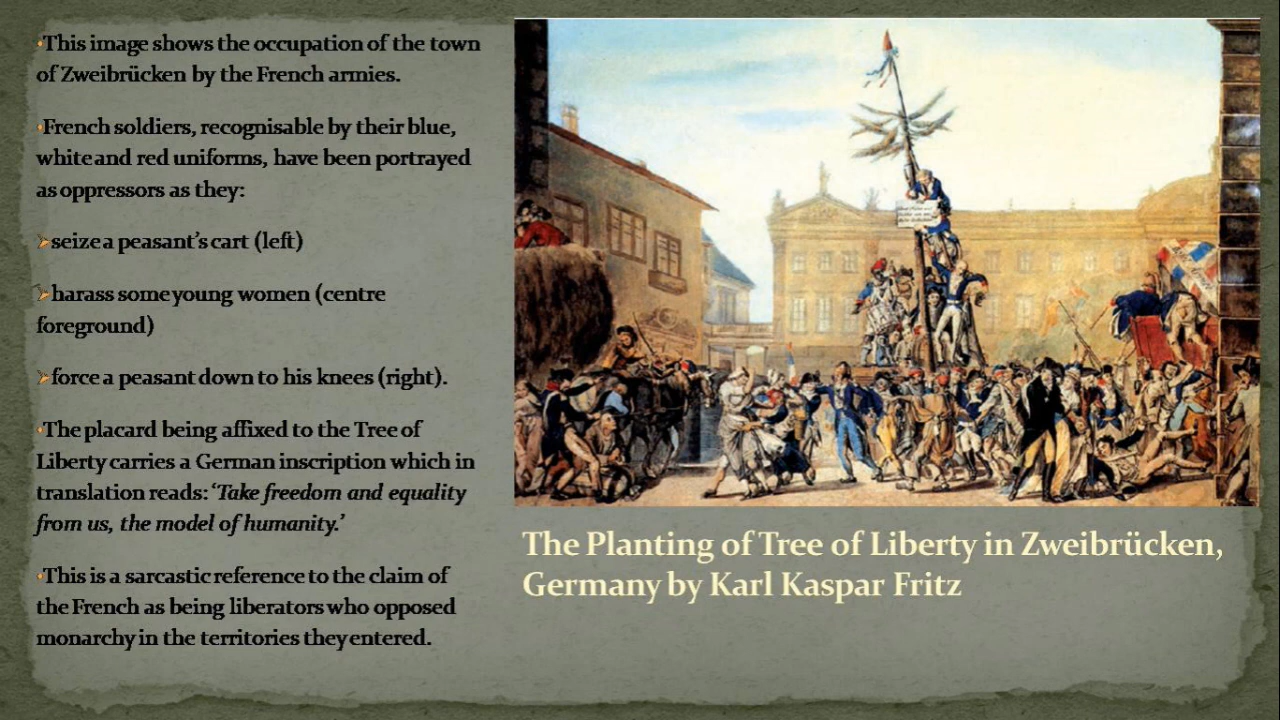 This image shows the occupation of the town
of Zweibrücken by the French armies.
French soldiers, recognisable by their blue,
white and red uniforms, have been portrayed
as oppressors as they:
seize a peasant’s cart (left)
harass some young women (centre
foreground)
force a peasant down to his knees (right).
The placard being affixed to the Tree of
Liberty carries a German inscription which in
translation reads: ‘Take freedom and equality
from us, the model of humanity.’
This is a sarcastic reference to the claim of
the French as being liberators who opposed
monarchy in the territories they entered.
The Planting of Tree of Liberty in Zweibrücken,
Germany by Karl Kaspar Fritz